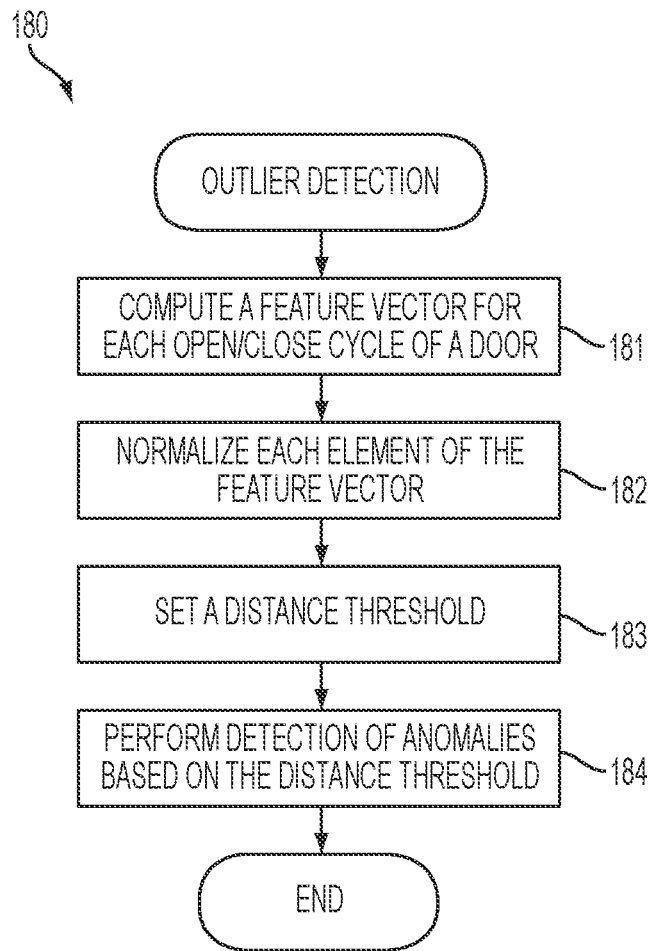 180
OUTLIER DETECTION
COMPUTE A FEATURE VECTOR FOR
EACH OPEN/CLOSE CYCLE OF A DOOR
181
NORMALIZE EACH ELEMENT OF THE
FEATURE VECTOR
182
SET A DISTANCE THRESHOLD
183
PERFORM DETECTION OF ANOMALIES
BASED ON THE DISTANCE THRESHOLD
184
END